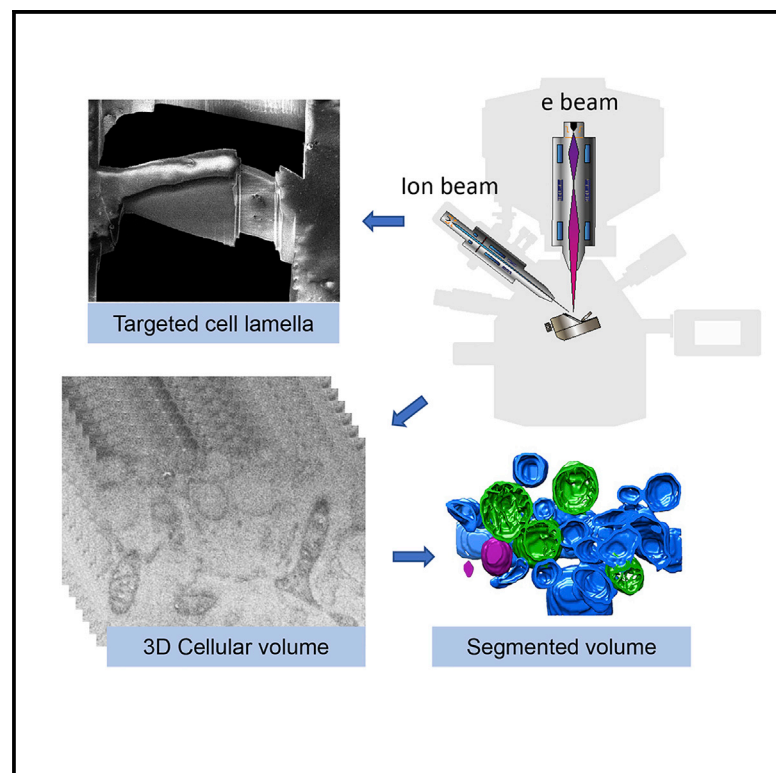 e beam
Ion beam
Targeted cell lamella
3D Cellular volume
Segmented volume